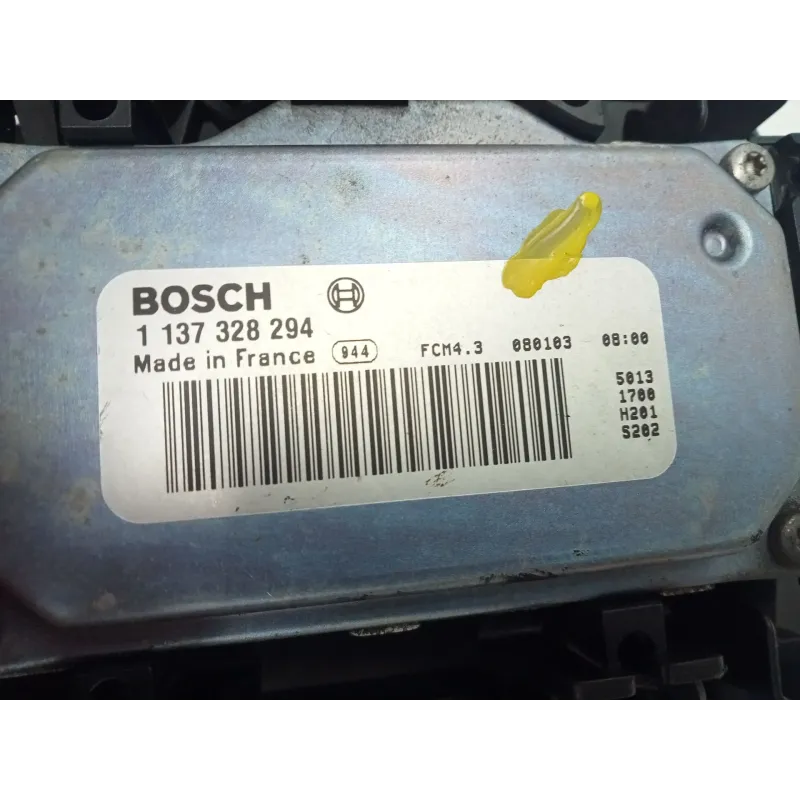 BOSCH
1 137 328 294
Made in France 944 FCM4.3 080103 08:00
5013
1700
H201
S202